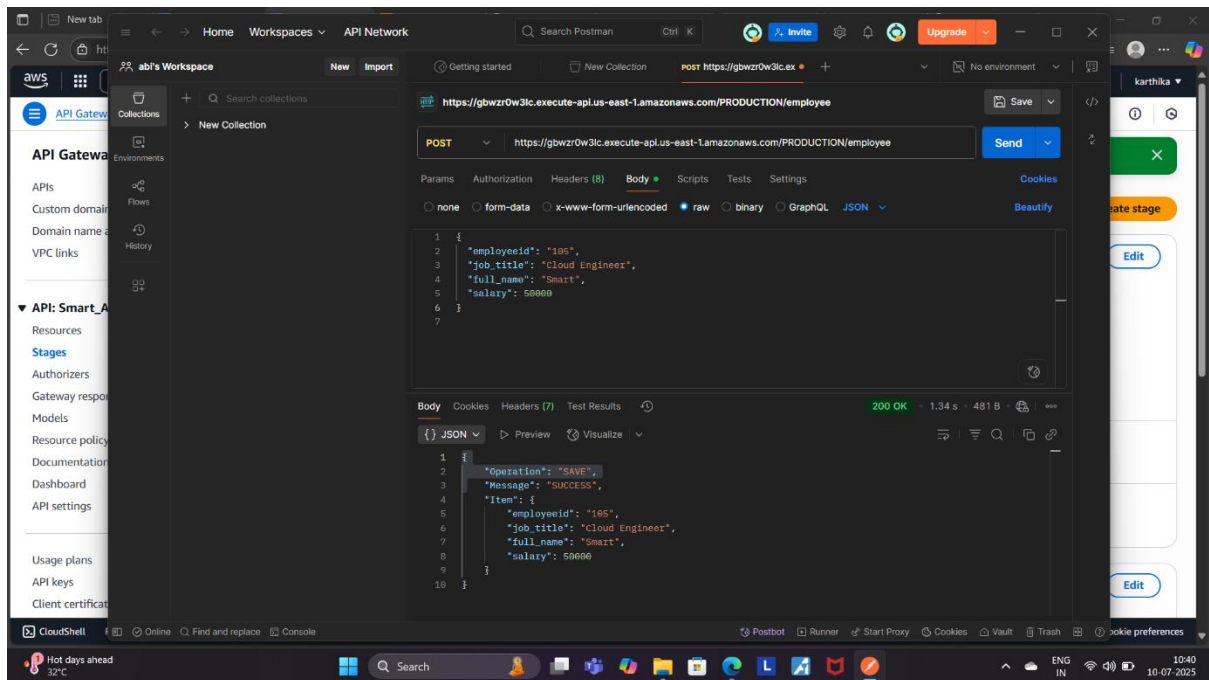 New tab
Home Workspaces API Network
Search Postman Ctrl K
Invite
Upgrade
abi's Workspace New Import
Getting started New Collection POST https://gbwzr0w3lc.ex
No environment
aws
karthika
API Gatew
Collections
Search collections
New Collection
https://gbwzr0w3lc.execute-api.us-east-1.amazonaws.com/PRODUCTION/employee
Save
POST https://gbwzr0w3lc.execute-api.us-east-1.amazonaws.com/PRODUCTION/employee
Send
API Gatewa
Environments
APIs
Custom domain
Domain name a
VPC links
Flows
History
Params Authorization Headers (8) Body Scripts Tests Settings Cookies
none form-data x-www-form-urlencoded raw binary GraphQL JSON Beautify
eate stage
Edit
1 {
2 "employeeid": "105",
3 "job_title": "Cloud Engineer",
4 "full_name": "Smart",
5 "salary": 50000
6 }
7
API: Smart_A
Resources
Stages
Authorizers
Gateway respon
Models
Resource policy
Documentation
Dashboard
API settings
Usage plans
API keys
Client certificat
Body Cookies Headers (7) Test Results 200 OK 1.34 s 481 B
{} JSON Preview Visualize
1 {
2 "Operation": "SAVE",
3 "Message": "SUCCESS",
4 "Item": {
5 "employeeid": "105",
6 "job_title": "Cloud Engineer",
7 "full_name": "Smart",
8 "salary": 50000
9 }
10 }
Edit
CloudShell
Online Find and replace Console
Postbot Runner Start Proxy Cookies Vault Trash
ookie preferences
Hot days ahead
32°C
Search
ENG
IN
10:40
10-07-2025